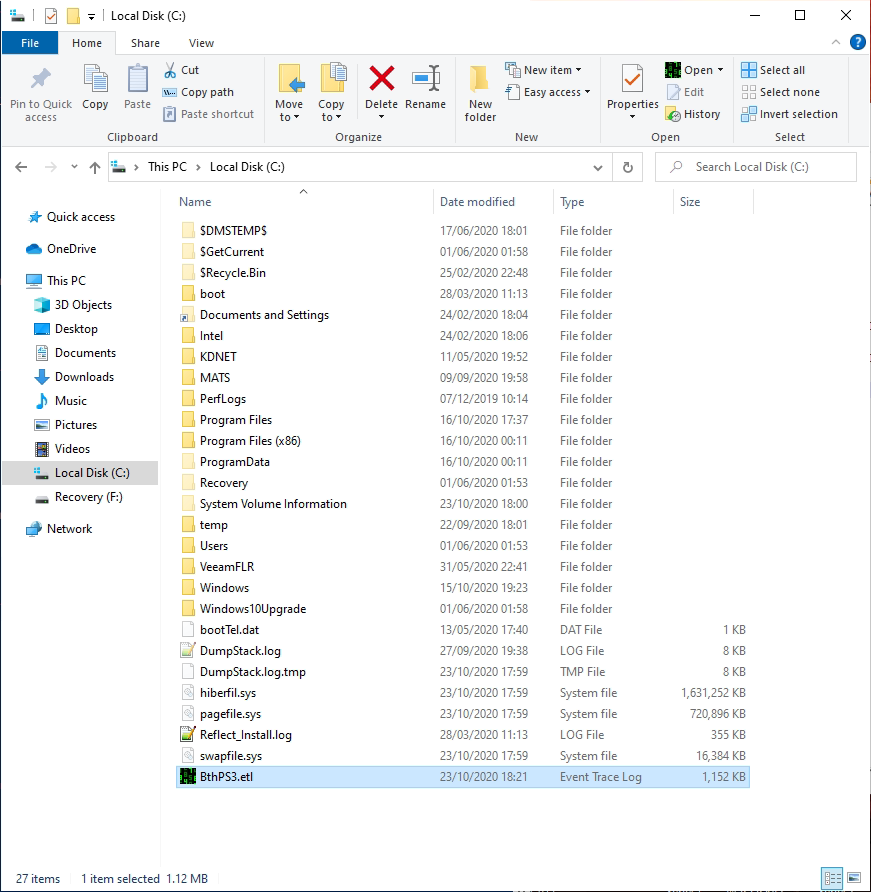 Local Disk (C:)
File Home Share View
Pin to Quick access
Copy
Paste
Cut
Copy path
Paste shortcut
Clipboard
Move to
Copy to
Delete
Rename
Organize
New folder
New item
Easy access
New
Properties
Open
Edit
History
Open
Select all
Select none
Invert selection
Select
This PC Local Disk (C:)
Search Local Disk (C:)
Quick access
OneDrive
This PC
3D Objects
Desktop
Documents
Downloads
Music
Pictures
Videos
Local Disk (C:)
Recovery (F:)
Network
Name Date modified Type Size
$DMSTEMP$ 17/06/2020 18:01 File folder
$GetCurrent 01/06/2020 01:58 File folder
$Recycle.Bin 25/02/2020 22:48 File folder
boot 28/03/2020 11:13 File folder
Documents and Settings 24/02/2020 18:04 File folder
Intel 24/02/2020 18:06 File folder
KDNET 11/05/2020 19:52 File folder
MATS 09/09/2020 19:58 File folder
PerfLogs 07/12/2019 10:14 File folder
Program Files 16/10/2020 17:37 File folder
Program Files (x86) 16/10/2020 00:11 File folder
ProgramData 16/10/2020 00:11 File folder
Recovery 01/06/2020 01:53 File folder
System Volume Information 23/10/2020 18:00 File folder
temp 22/09/2020 18:01 File folder
Users 01/06/2020 01:53 File folder
VeeamFLR 31/05/2020 22:41 File folder
Windows 15/10/2020 19:23 File folder
Windows10Upgrade 01/06/2020 01:58 File folder
bootTel.dat 13/05/2020 17:40 DAT File 1 KB
DumpStack.log 27/09/2020 19:38 LOG File 8 KB
DumpStack.log.tmp 23/10/2020 17:59 TMP File 8 KB
hiberfil.sys 23/10/2020 17:59 System file 1,631,252 KB
pagefile.sys 23/10/2020 17:59 System file 720,896 KB
Reflect_Install.log 28/03/2020 11:13 LOG File 355 KB
swapfile.sys 23/10/2020 17:59 System file 16,384 KB
BthPS3.etl 23/10/2020 18:21 Event Trace Log 1,152 KB
27 items 1 item selected 1.12 MB